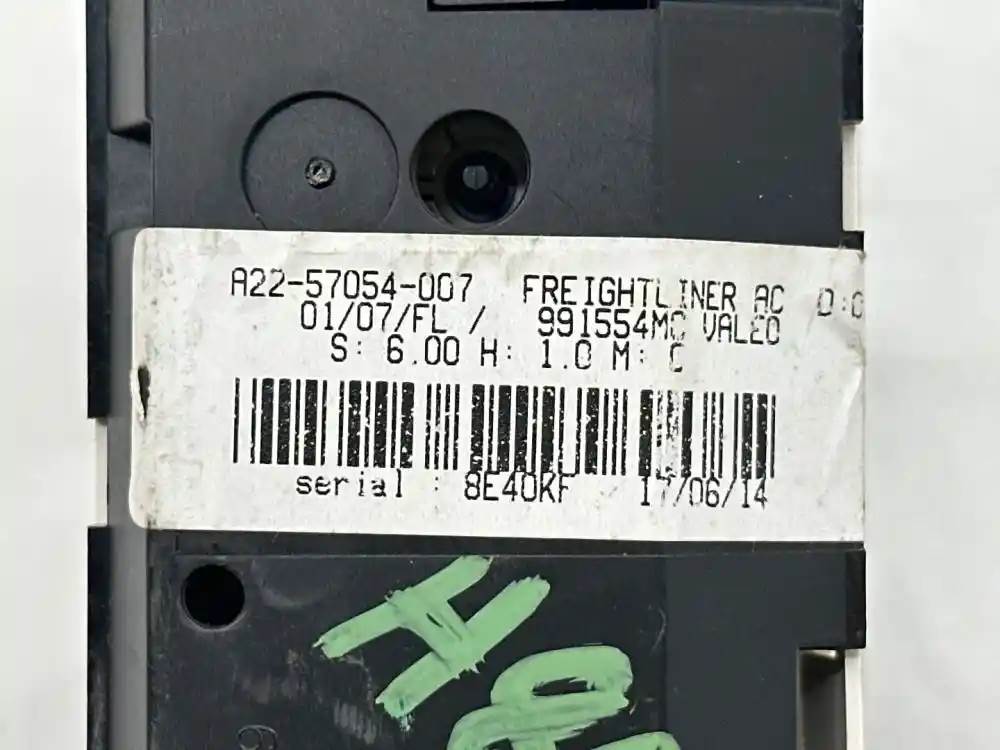 A22-57054-007 FREIGHTLINER AC
01/07/FL / 991554MC VALEO
S: 6.00 H: 1.0 M: C
serial : 8E40KF 17/06/14
H